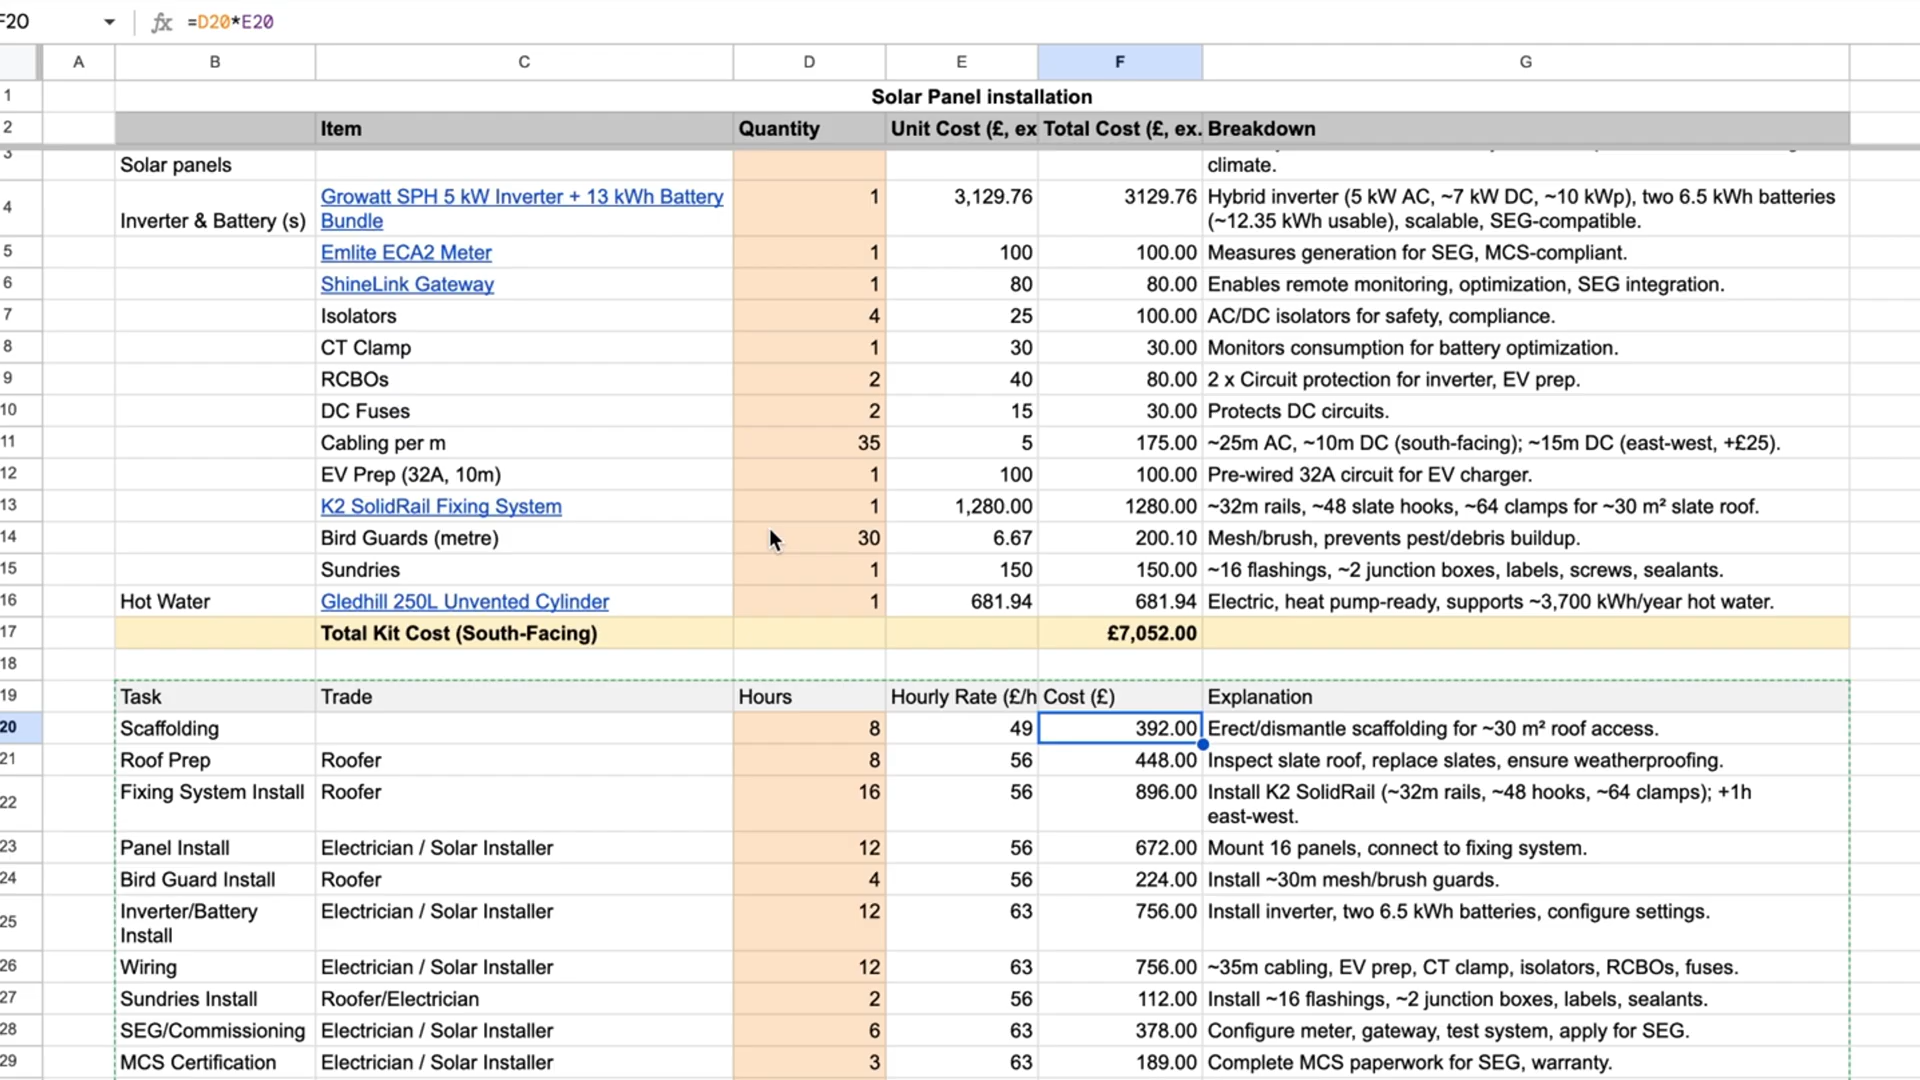 F20 fx =D20*E20
A B C D E F G
1 Solar Panel installation
2 Item Quantity Unit Cost (£, ex Total Cost (£, ex. Breakdown
3 Solar panels climate.
4 Inverter & Battery (s) Growatt SPH 5 kW Inverter + 13 kWh Battery 1 3,129.76 3129.76 Hybrid inverter (5 kW AC, ~7 kW DC, ~10 kWp), two 6.5 kWh batteries
Bundle (~12.35 kWh usable), scalable, SEG-compatible.
5 Emlite ECA2 Meter 1 100 100.00 Measures generation for SEG, MCS-compliant.
6 ShineLink Gateway 1 80 80.00 Enables remote monitoring, optimization, SEG integration.
7 Isolators 4 25 100.00 AC/DC isolators for safety, compliance.
8 CT Clamp 1 30 30.00 Monitors consumption for battery optimization.
9 RCBOs 2 40 80.00 2 x Circuit protection for inverter, EV prep.
10 DC Fuses 2 15 30.00 Protects DC circuits.
11 Cabling per m 35 5 175.00 ~25m AC, ~10m DC (south-facing); ~15m DC (east-west, +£25).
12 EV Prep (32A, 10m) 1 100 100.00 Pre-wired 32A circuit for EV charger.
13 K2 SolidRail Fixing System 1 1,280.00 1280.00 ~32m rails, ~48 slate hooks, ~64 clamps for ~30 m² slate roof.
14 Bird Guards (metre) 30 6.67 200.10 Mesh/brush, prevents pest/debris buildup.
15 Sundries 1 150 150.00 ~16 flashings, ~2 junction boxes, labels, screws, sealants.
16 Hot Water Gledhill 250L Unvented Cylinder 1 681.94 681.94 Electric, heat pump-ready, supports ~3,700 kWh/year hot water.
17 Total Kit Cost (South-Facing) £7,052.00
18
19 Task Trade Hours Hourly Rate (£/h Cost (£) Explanation
20 Scaffolding 8 49 392.00 Erect/dismantle scaffolding for ~30 m² roof access.
21 Roof Prep Roofer 8 56 448.00 Inspect slate roof, replace slates, ensure weatherproofing.
22 Fixing System Install Roofer 16 56 896.00 Install K2 SolidRail (~32m rails, ~48 hooks, ~64 clamps); +1h
east-west.
23 Panel Install Electrician / Solar Installer 12 56 672.00 Mount 16 panels, connect to fixing system.
24 Bird Guard Install Roofer 4 56 224.00 Install ~30m mesh/brush guards.
25 Inverter/Battery Electrician / Solar Installer 12 63 756.00 Install inverter, two 6.5 kWh batteries, configure settings.
Install
26 Wiring Electrician / Solar Installer 12 63 756.00 ~35m cabling, EV prep, CT clamp, isolators, RCBOs, fuses.
27 Sundries Install Roofer/Electrician 2 56 112.00 Install ~16 flashings, ~2 junction boxes, labels, sealants.
28 SEG/Commissioning Electrician / Solar Installer 6 63 378.00 Configure meter, gateway, test system, apply for SEG.
29 MCS Certification Electrician / Solar Installer 3 63 189.00 Complete MCS paperwork for SEG, warranty.